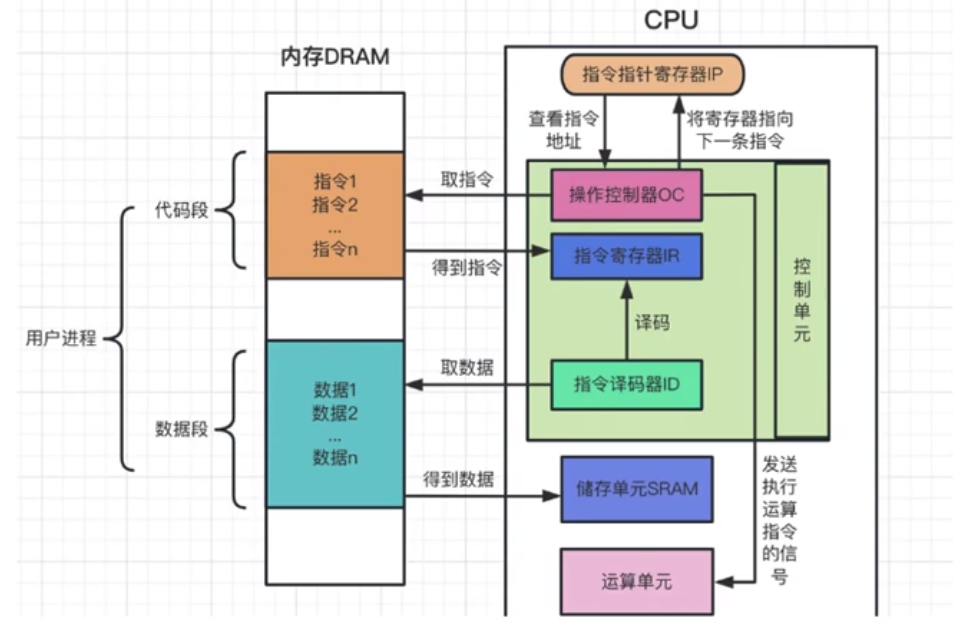 CPU
内存DRAM
指令指针寄存器IP
查看指令
地址
将寄存器指向
下一条指令
指令1
指令2
...
指令n
代码段
取指令
操作控制器OC
得到指令
指令寄存器IR
控
制
单
元
译码
用户进程
取数据
指令译码器ID
数据1
数据2
...
数据n
数据段
得到数据
储存单元SRAM
发送
执行
运算
指令
的信
号
运算单元